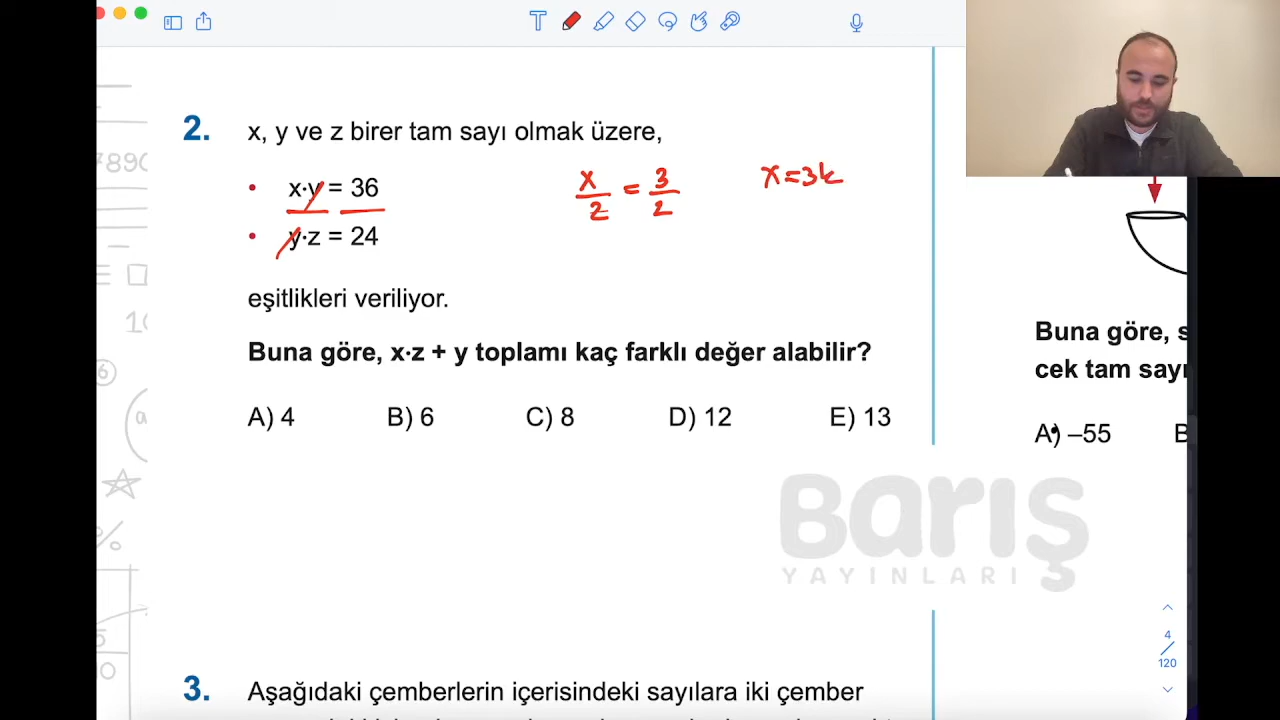 2. x, y ve z birer tam sayı olmak üzere,
• x·y = 36
x/z = 3/2
x=3k
• y·z = 24
eşitlikleri veriliyor.
Buna göre, x·z + y toplamı kaç farklı değer alabilir?
A) 4 B) 6 C) 8 D) 12 E) 13
Buna göre, s
cek tam sayı
A) –55 B
Barış
YAYINLARI
4
/
120
3. Aşağıdaki çemberlerin içerisindeki sayılara iki çember